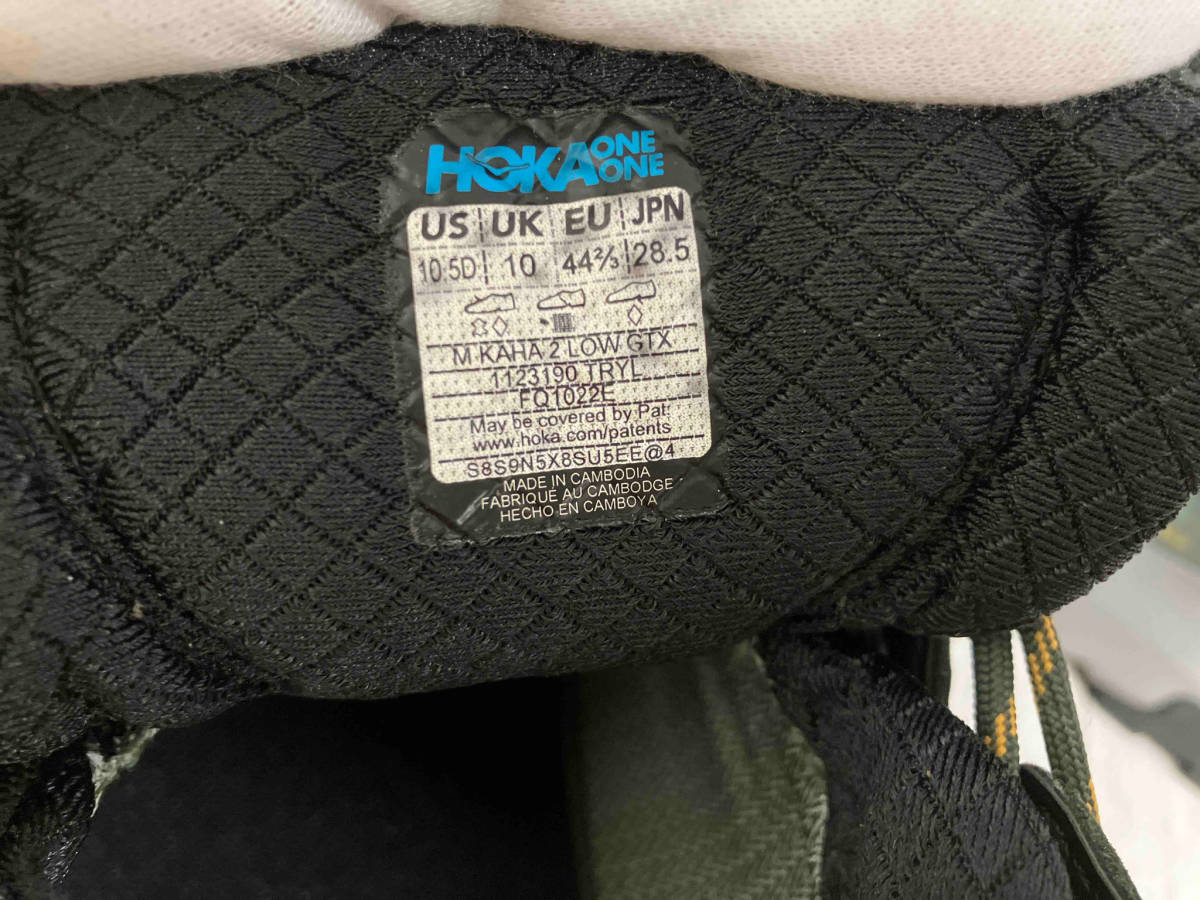 HOKA ONE ONE
US UK EU JPN
10.5D 10 44⅔ 28.5
M KAHA 2 LOW GTX
1123190 TRYL
FQ1022E
May be covered by Pat:
www.hoka.com/patents
S8S9N5X8SU5EE@4
MADE IN CAMBODIA
FABRIQUÉ AU CAMBODGE
HECHO EN CAMBOYA